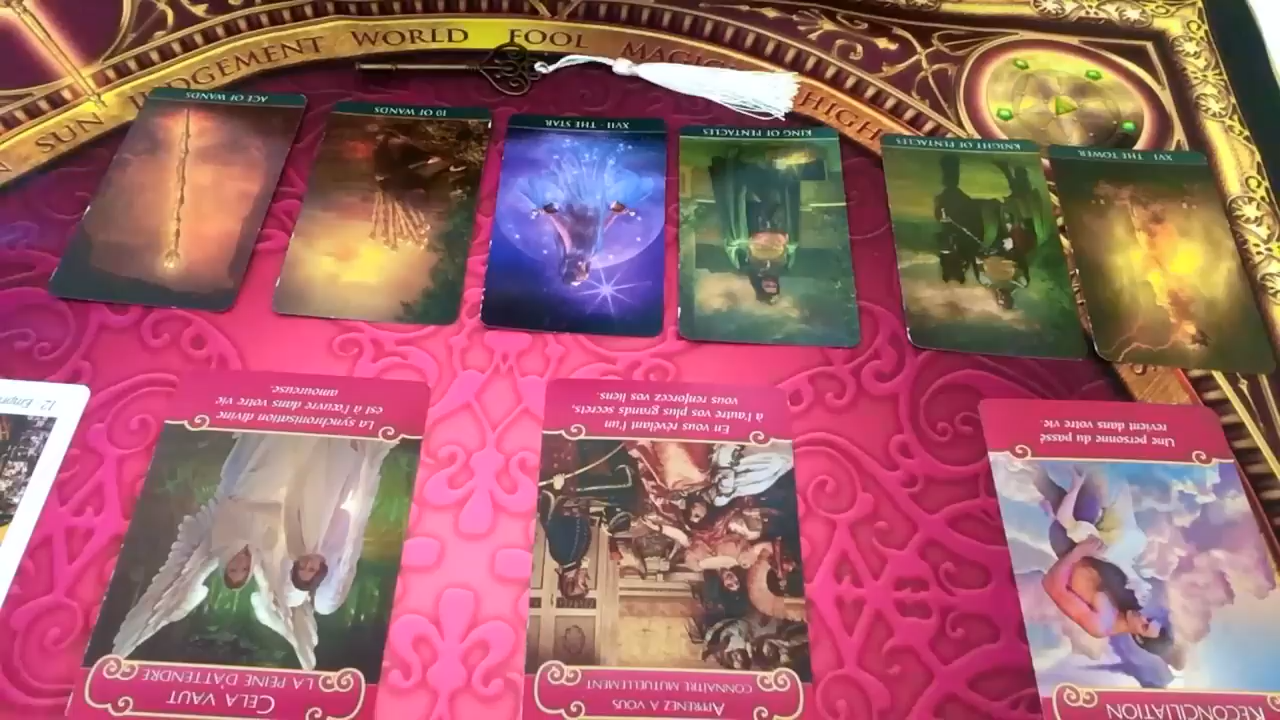 SUN
JUDGEMENT
WORLD
FOOL
HIGH
ACE OF WANDS
10 OF WANDS
XVII - THE STAR
KING OF PENTACLES
KNIGHT OF PENTACLES
XVI THE TOWER
12
CELA VAUT
LA PEINE D'ATTENDRE
La synchronisation divine
est à l'œuvre dans votre vie
amoureuse.
APPRENEZ À VOUS
CONNAÎTRE MUTUELLEMENT
En vous révélant l'un
à l'autre vos plus grands secrets,
vous renforcez vos liens.
RECONCILIATION
Une personne du passé
revient dans votre vie.